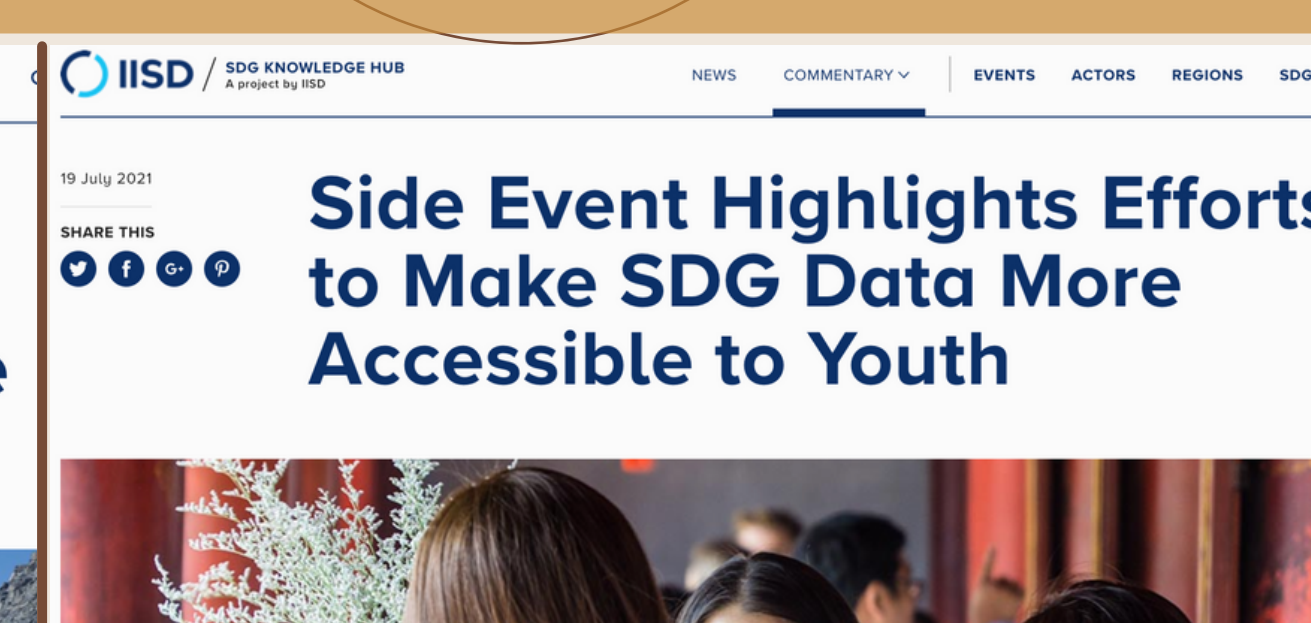 IISD / SDG KNOWLEDGE HUB
A project by IISD
NEWS COMMENTARY EVENTS ACTORS REGIONS SDG
19 July 2021
SHARE THIS
Side Event Highlights Efforts
to Make SDG Data More
Accessible to Youth